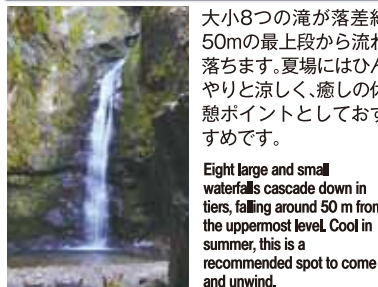 大小8つの滝が落差約
50mの最上段から流れ
落ちます。夏場にはひん
やりと涼しく、癒しの休
憩ポイントとしておす
すめです。
Eight large and small
waterfalls cascade down in
tiers, falling around 50 m from
the uppermost level. Cool in
summer, this is a
recommended spot to come
and unwind.